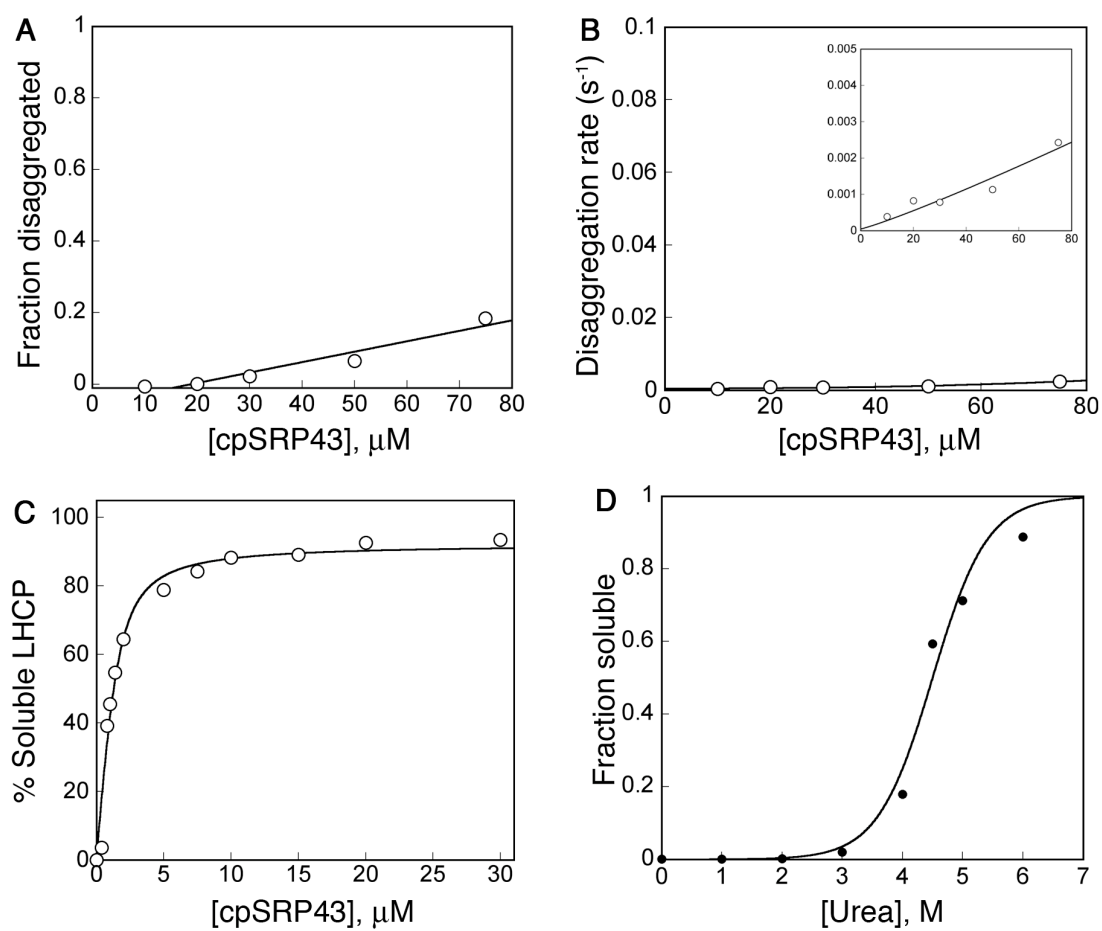 A
Fraction disaggregated
1
0.8
0.6
0.4
0.2
0
0 10 20 30 40 50 60 70 80
[cpSRP43], μM
B
Disaggregation rate (s-1)
0.1
0.08
0.06
0.04
0.02
0
0 20 40 60 80
[cpSRP43], μM
0.005
0.004
0.003
0.002
0.001
0
0 20 40 60 80
C
% Soluble LHCP
100
80
60
40
20
0
0 5 10 15 20 25 30
[cpSRP43], μM
D
Fraction soluble
1
0.8
0.6
0.4
0.2
0
0 1 2 3 4 5 6 7
[Urea], M